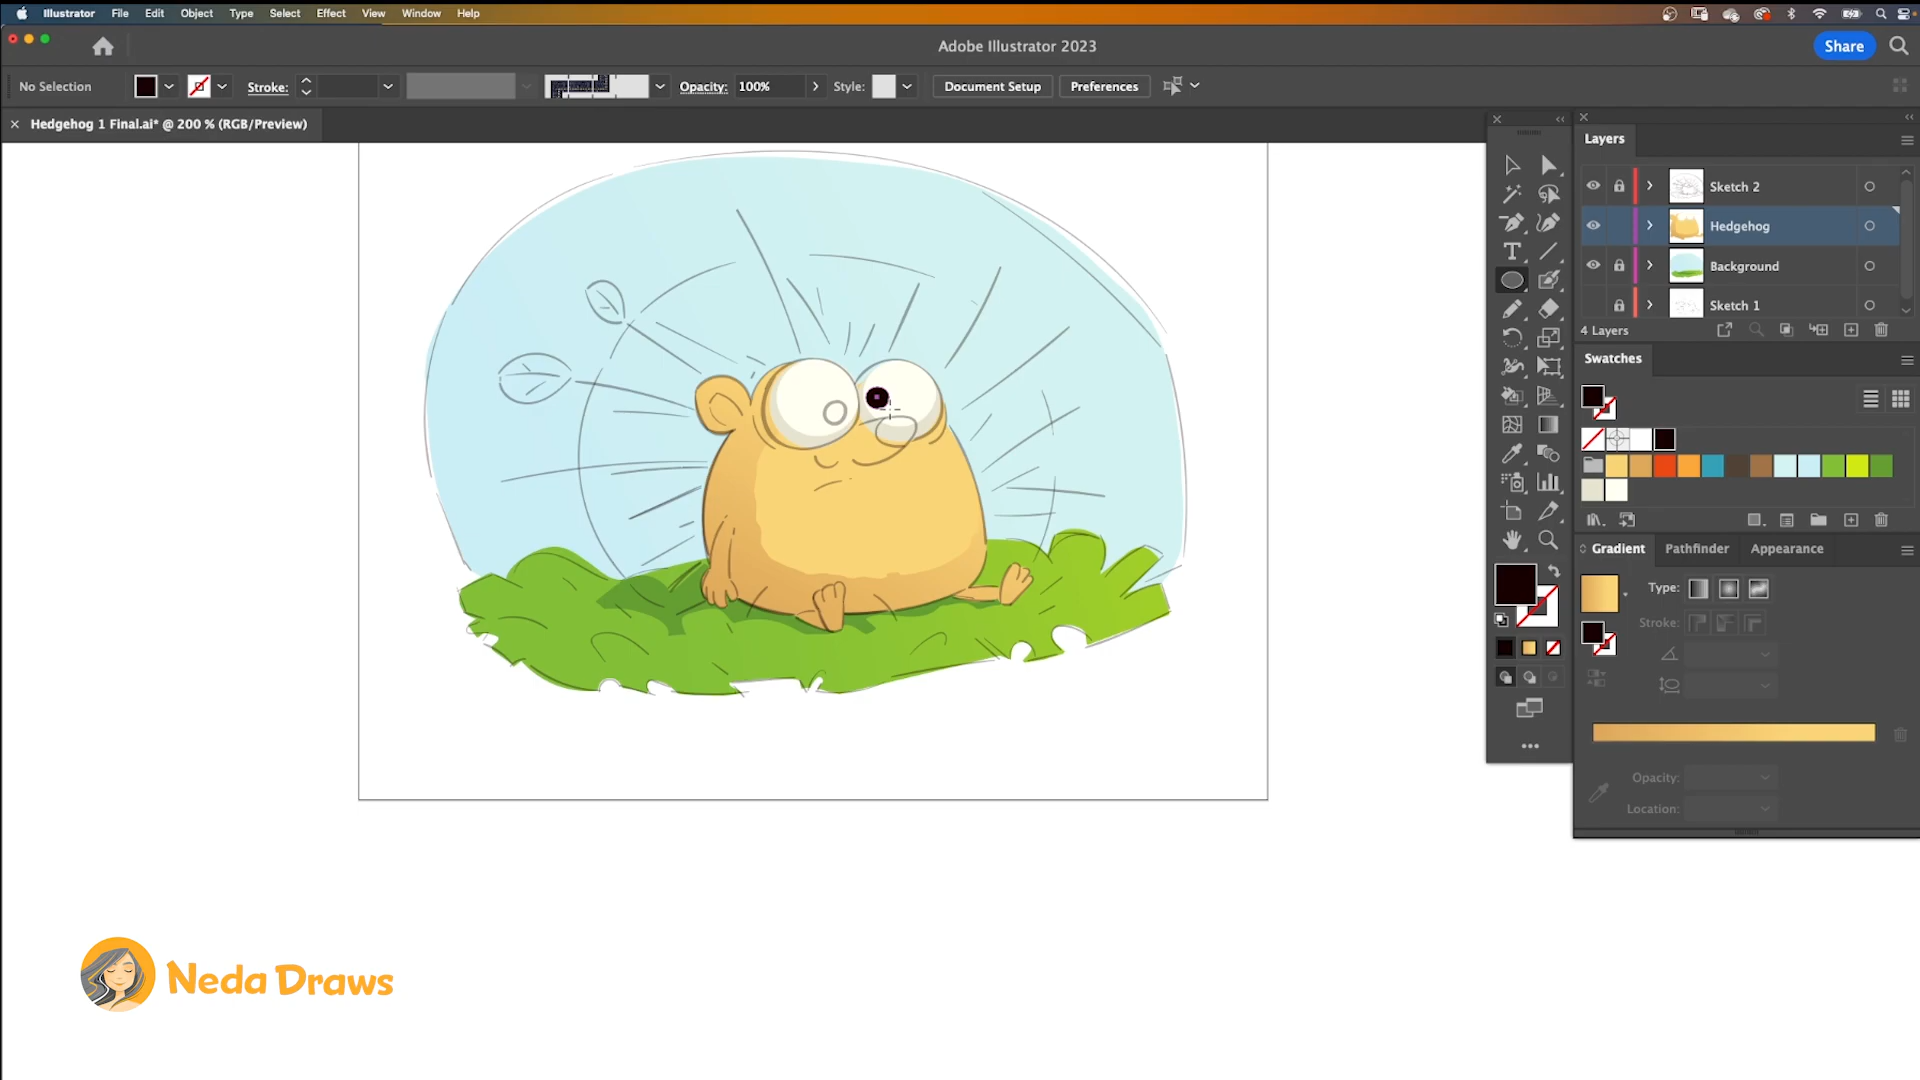 Illustrator File Edit Object Type Select Effect View Window Help
Adobe Illustrator 2023
Share
No Selection Stroke: Opacity: 100% Style: Document Setup Preferences
Hedgehog 1 Final.ai* @ 200 % (RGB/Preview)
Layers
Sketch 2
Hedgehog
Background
Sketch 1
4 Layers
Swatches
Gradient Pathfinder Appearance
Type:
Stroke:
Opacity:
Location:
Neda Draws